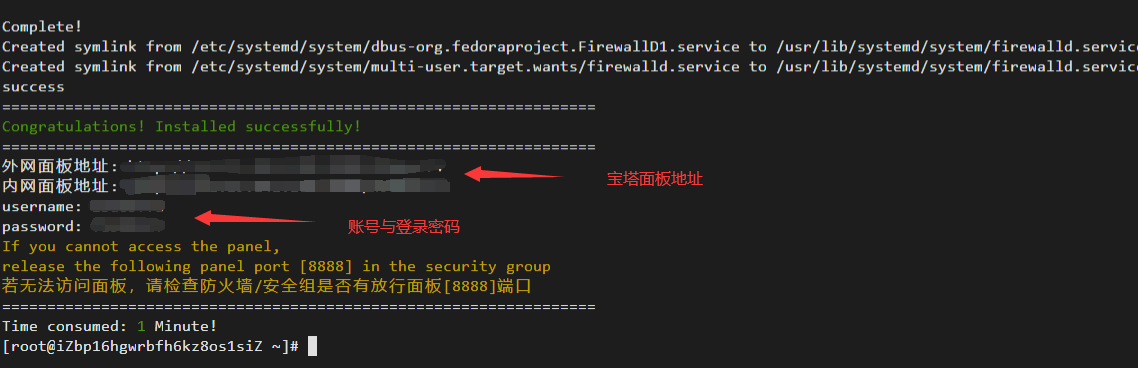 Complete!
Created symlink from /etc/systemd/system/dbus-org.fedoraproject.FirewallD1.service to /usr/lib/systemd/system/firewalld.servic
Created symlink from /etc/systemd/system/multi-user.target.wants/firewalld.service to /usr/lib/systemd/system/firewalld.servic
success
==================================================================
Congratulations! Installed successfully!
==================================================================
外网面板地址:
内网面板地址:
宝塔面板地址
username:
password:
账号与登录密码
If you cannot access the panel,
release the following panel port [8888] in the security group
若无法访问面板，请检查防火墙/安全组是否有放行面板[8888]端口
==================================================================
Time consumed: 1 Minute!
[root@iZbp16hgwrbfh6kz8os1siZ ~]#